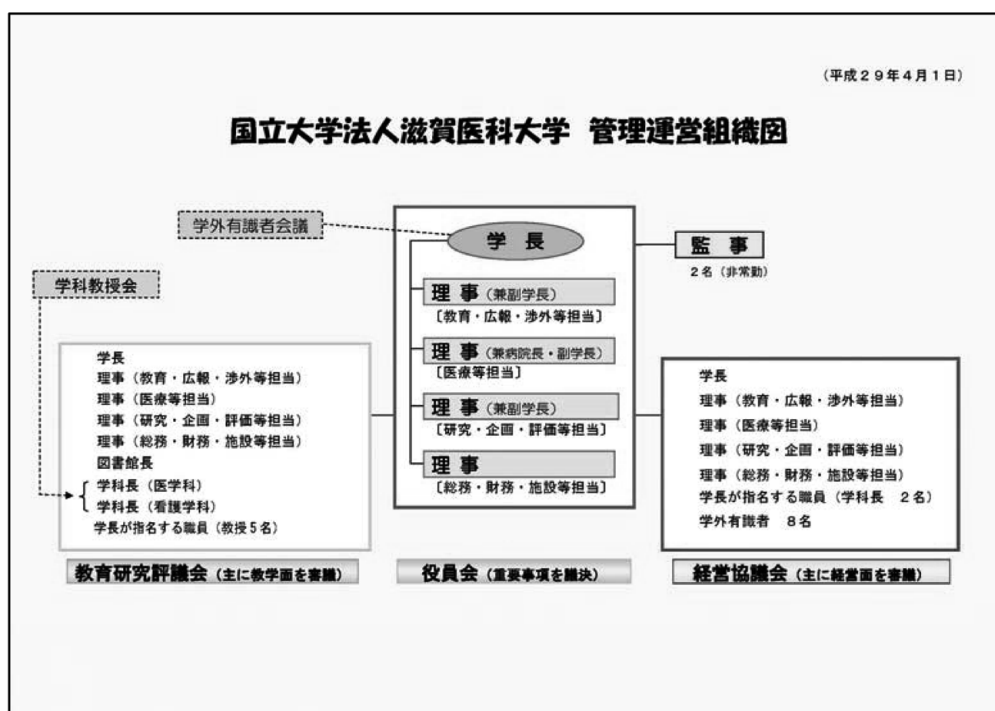 （平成２９年４月１日）
国立大学法人滋賀医科大学 管理運営組織図
学外有識者会議
学科教授会
学 長
理 事（兼副学長）
〔教育・広報・渉外等担当〕
理 事（兼病院長・副学長）
〔医療等担当〕
理 事（兼副学長）
〔研究・企画・評価等担当〕
理 事
〔総務・財務・施設等担当〕
監 事
２名（非常勤）
学長
理事（教育・広報・渉外等担当）
理事（医療等担当）
理事（研究・企画・評価等担当）
理事（総務・財務・施設等担当）
図書館長
学科長（医学科）
学科長（看護学科）
学長が指名する職員（教授５名）
学長
理事（教育・広報・渉外等担当）
理事（医療等担当）
理事（研究・企画・評価等担当）
理事（総務・財務・施設等担当）
学長が指名する職員（学科長 ２名）
学外有識者 ８名
教育研究評議会（主に教学面を審議）
役員会（重要事項を議決）
経営協議会（主に経営面を審議）